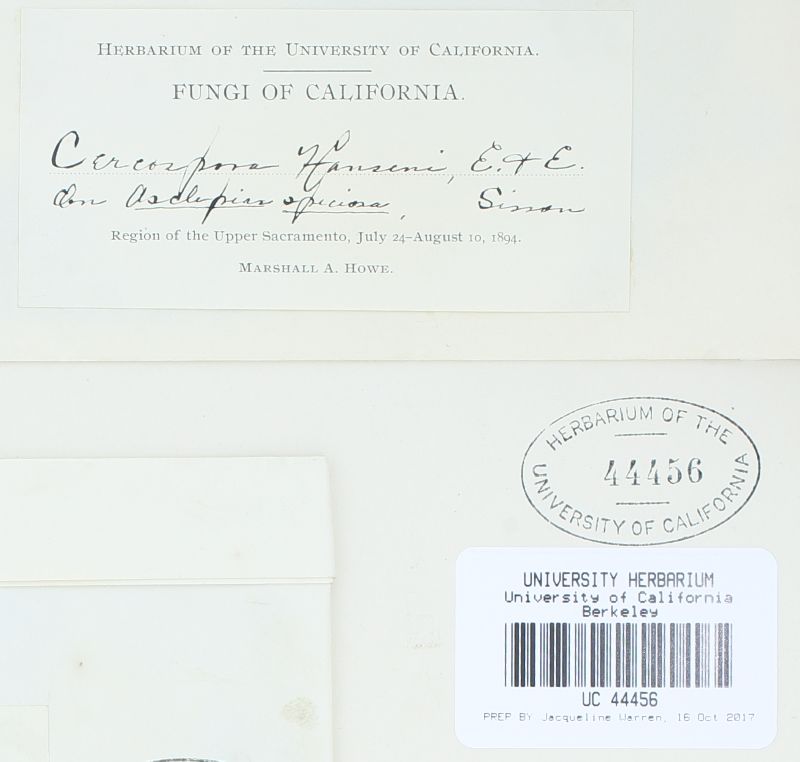 HERBARIUM OF THE UNIVERSITY OF CALIFORNIA.
FUNGI OF CALIFORNIA.
Cercospora Hanseni, E. & E.
On Asclepias speciosa, Sisson
Region of the Upper Sacramento, July 24–August 10, 1894.
MARSHALL A. HOWE.
HERBARIUM OF THE
44456
UNIVERSITY OF CALIFORNIA
UNIVERSITY HERBARIUM
University of California
Berkeley
UC 44456
PREP BY Jacqueline Warren, 16 Oct 2017